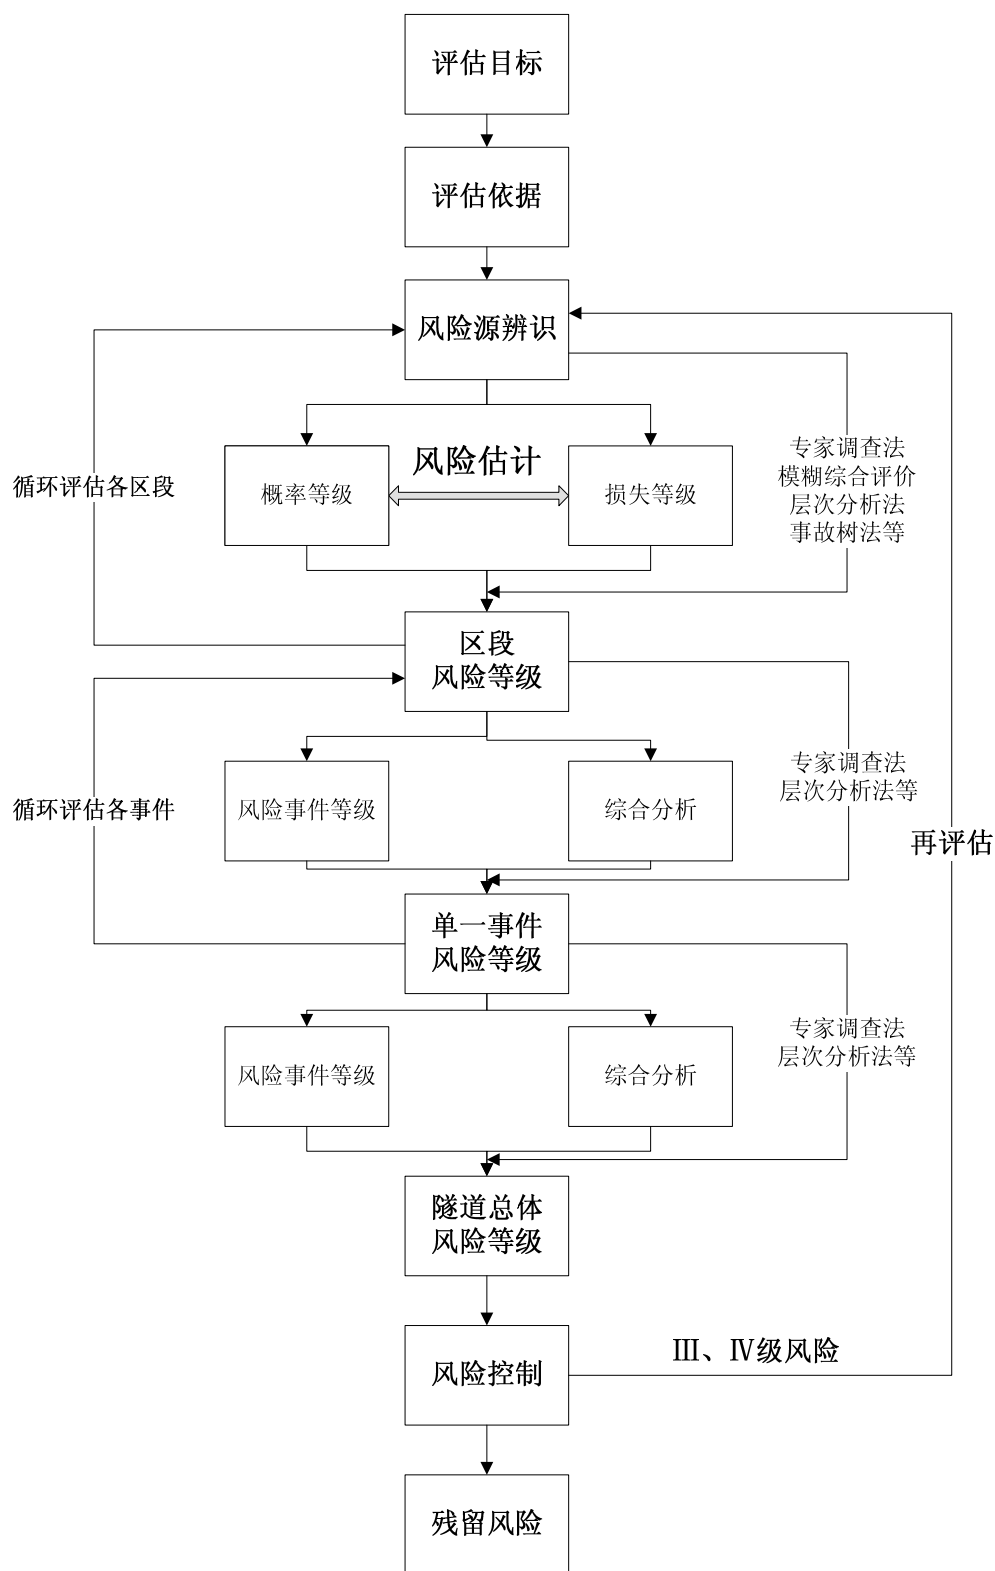 评估目标
评估依据
风险源辨识
风险估计
概率等级
损失等级
专家调查法
模糊综合评价
层次分析法
事故树法等
循环评估各区段
区段
风险等级
专家调查法
层次分析法等
循环评估各事件
风险事件等级
综合分析
再评估
单一事件
风险等级
专家调查法
层次分析法等
风险事件等级
综合分析
隧道总体
风险等级
风险控制
Ⅲ、Ⅳ级风险
残留风险